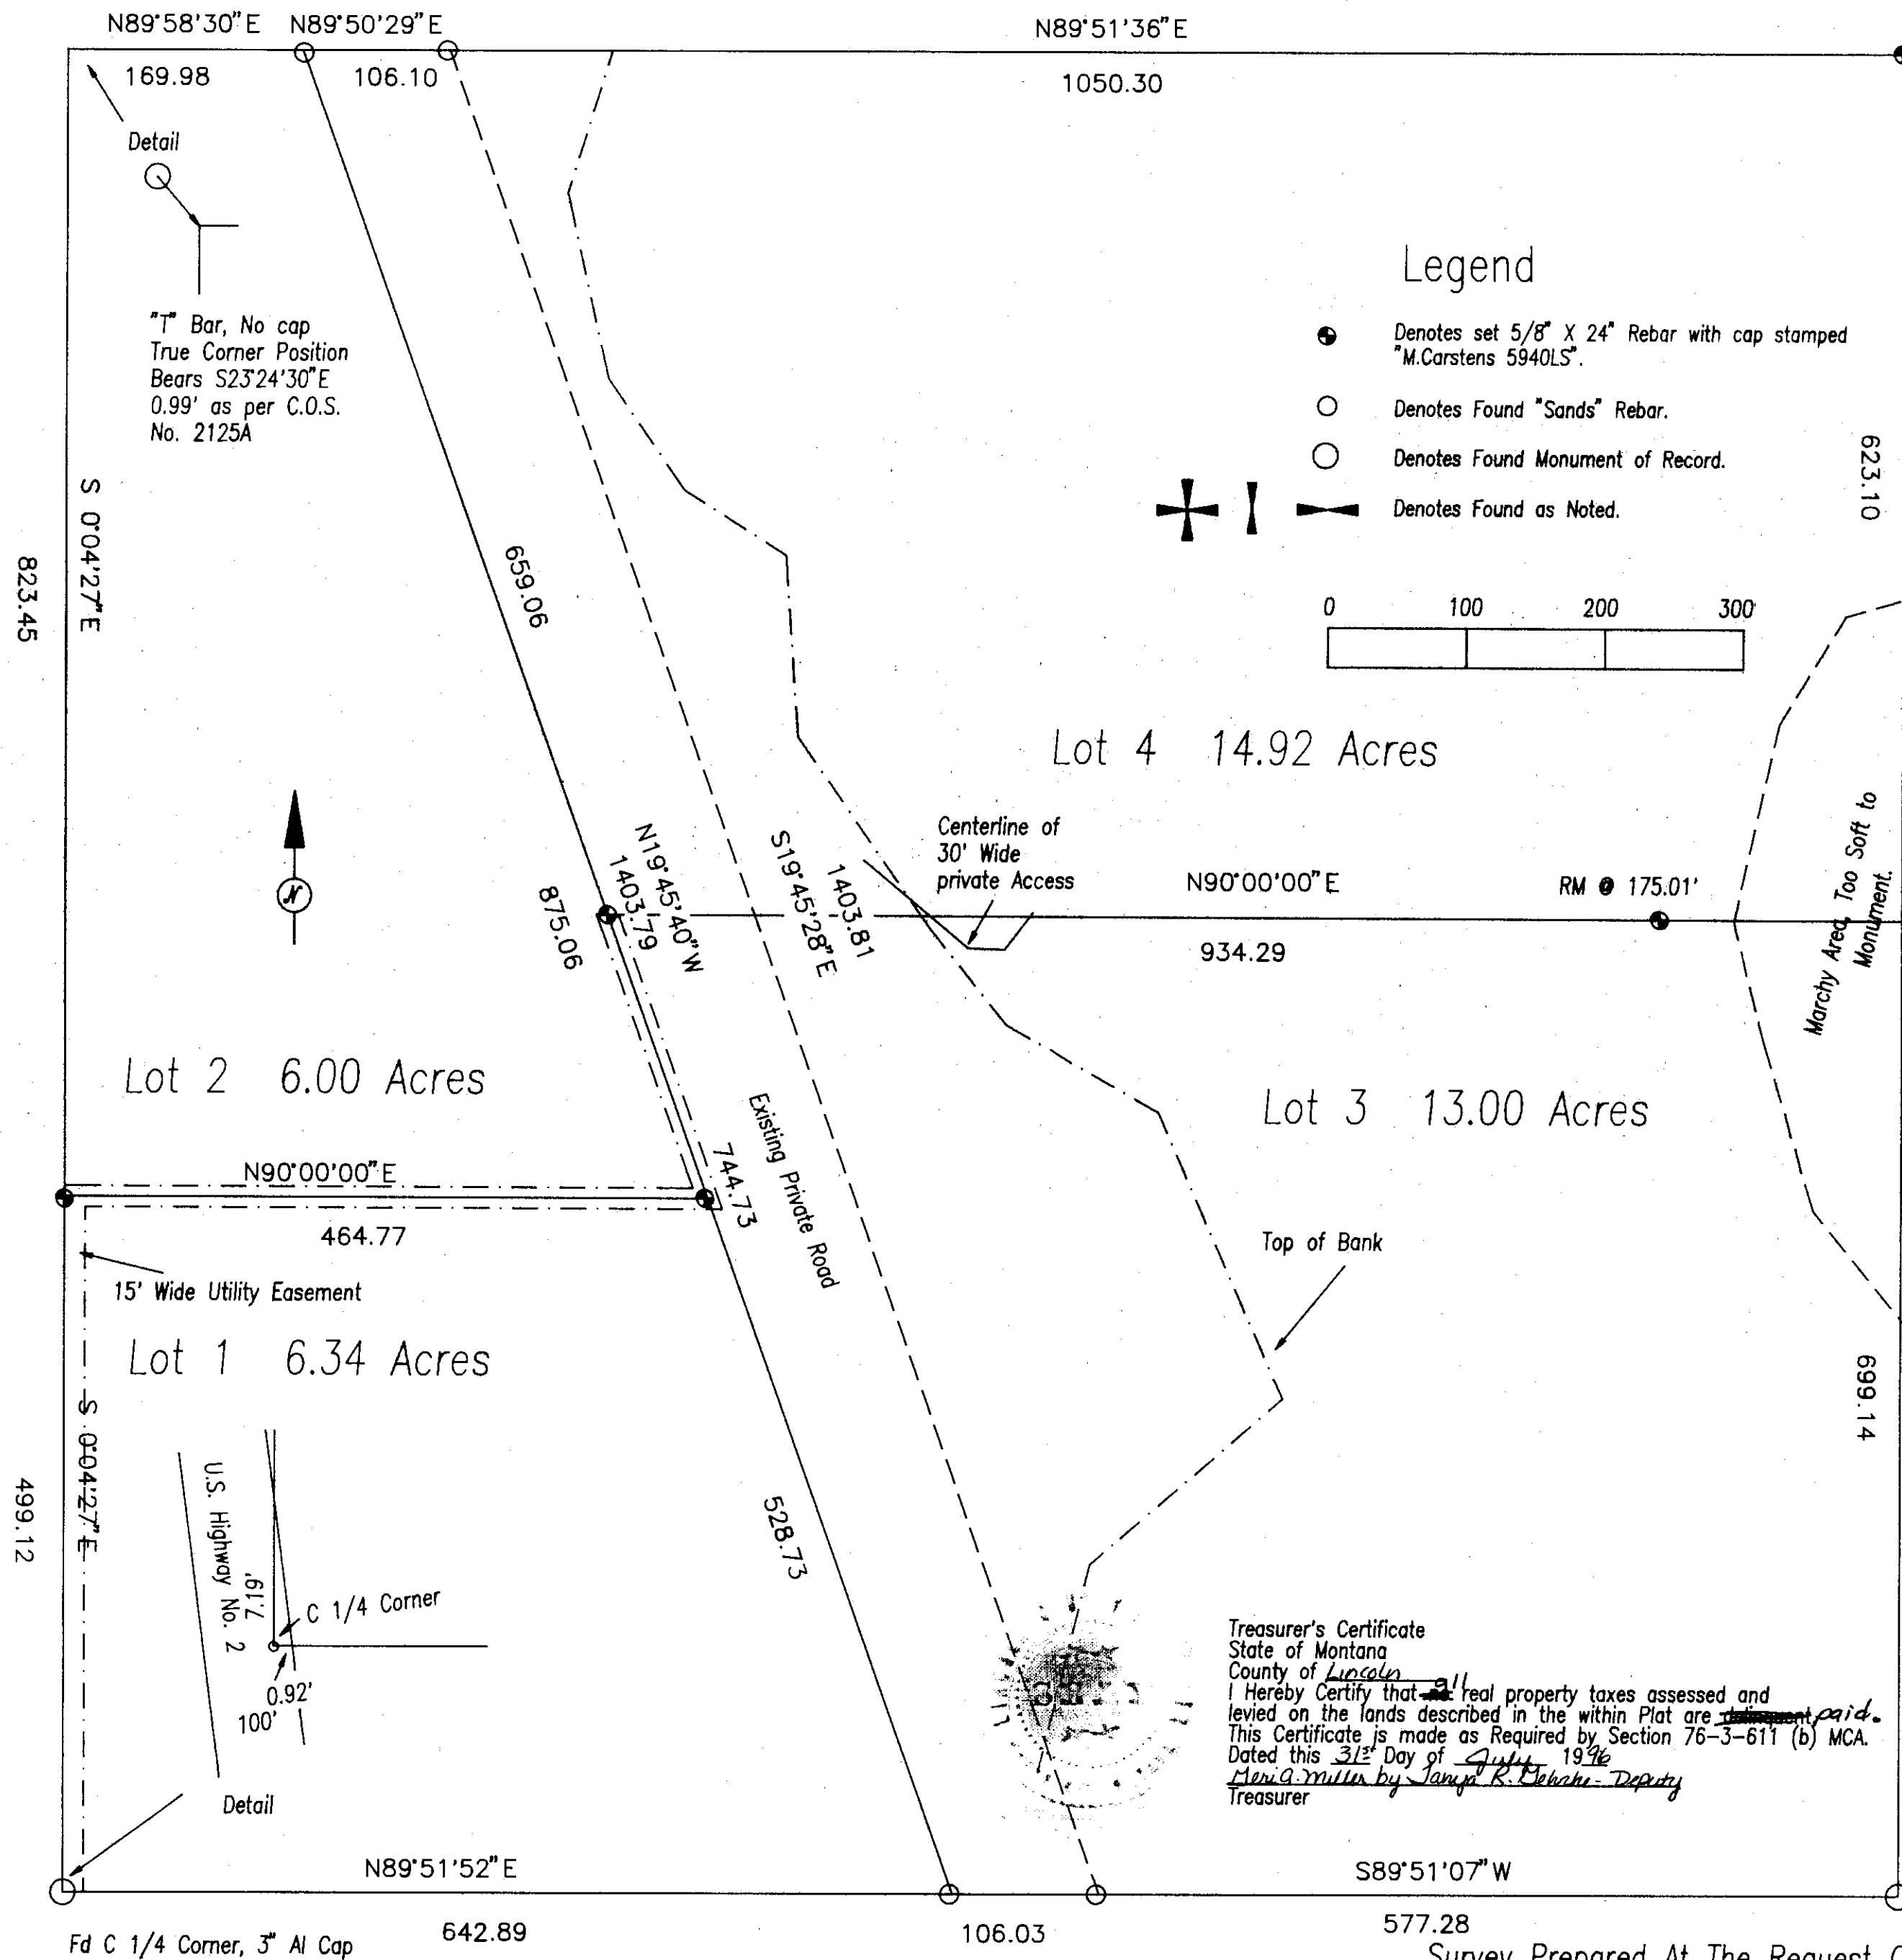 N89°58'30"E N89°50'29"E N89°51'36"E
169.98 106.10 1050.30
Detail
"T" Bar, No cap
True Corner Position
Bears S23°24'30"E
0.99' as per C.O.S.
No. 2125A
Legend
Denotes set 5/8" X 24" Rebar with cap stamped
"M.Carstens 5940LS".
Denotes Found "Sands" Rebar.
Denotes Found Monument of Record.
Denotes Found as Noted.
0 100 200 300
623.10
S 0°04'27"E
823.45
659.06
Lot 4 14.92 Acres
Centerline of
30' Wide
private Access
N90°00'00"E
RM @ 175.01'
934.29
Marchy Area, Too Soft to
Monument.
N19°45'40"W
1403.79
875.06
S19°45'28"E
1403.81
N
Lot 2 6.00 Acres
Lot 3 13.00 Acres
N90°00'00"E
464.77
744.73
Existing Private Road
15' Wide Utility Easement
Top of Bank
Lot 1 6.34 Acres
699.14
S 0°04'27"E
499.12
528.73
U.S. Highway No. 2
7.19'
C 1/4 Corner
0.92'
100'
Detail
Treasurer's Certificate
State of Montana
County of Lincoln
I Hereby Certify that all real property taxes assessed and
levied on the lands described in the within Plat are delinquent paid.
This Certificate is made as Required by Section 76-3-611 (b) MCA.
Dated this 31st Day of July 1996
Meri A. Miller by Tanya R. - Deputy
Treasurer
N89°51'52"E S89°51'07"W
642.89 106.03 577.28
Fd C 1/4 Corner, 3" Al Cap
Survey Prepared At The Request